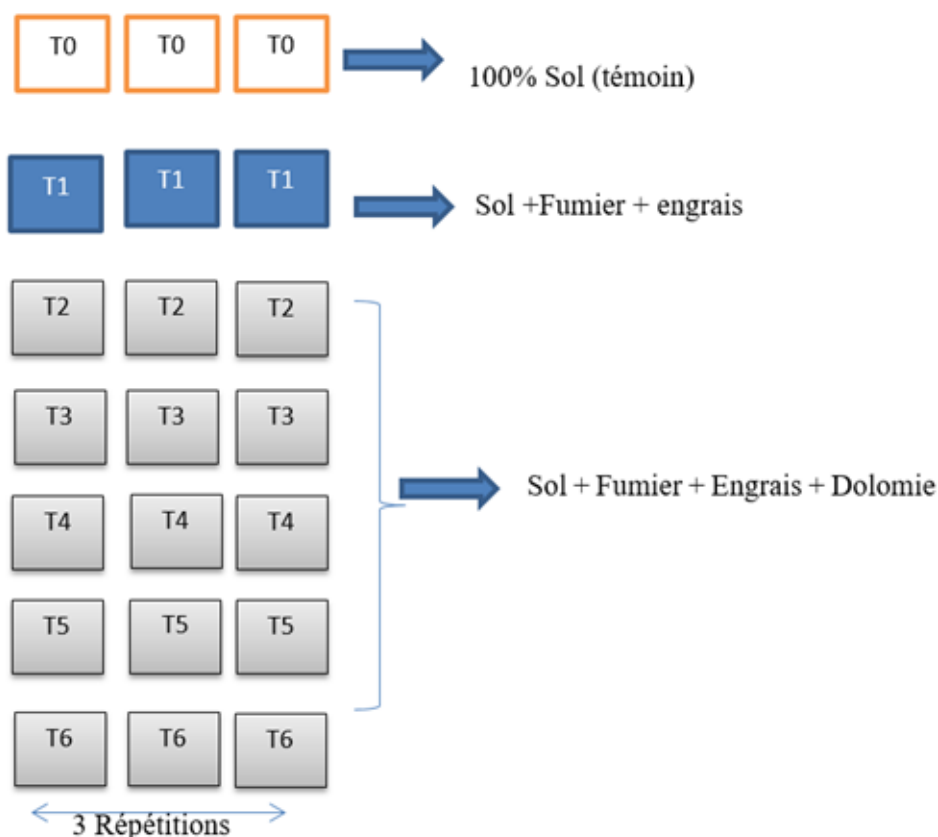 T0 T0 T0
100% Sol (témoin)
T1 T1 T1
Sol +Fumier + engrais
T2 T2 T2
T3 T3 T3
Sol + Fumier + Engrais + Dolomie
T4 T4 T4
T5 T5 T5
T6 T6 T6
3 Répétitions